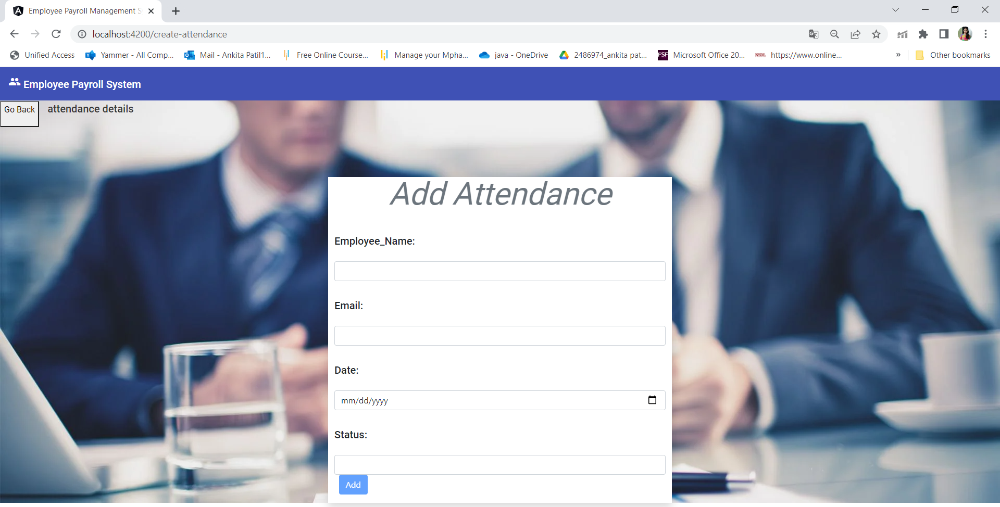 Employee Payroll Management S
localhost:4200/create-attendance
Unified Access
Yammer - All Comp...
Mail - Ankita Patil1...
Free Online Course...
Manage your Mpha...
java - OneDrive
2486974_ankita pat...
FSF
Microsoft Office 20...
NSDL
https://www.online...
»
Other bookmarks
Employee Payroll System
Go Back
attendance details
Add Attendance
Employee_Name:
Email:
Date:
mm/dd/yyyy
Status:
Add